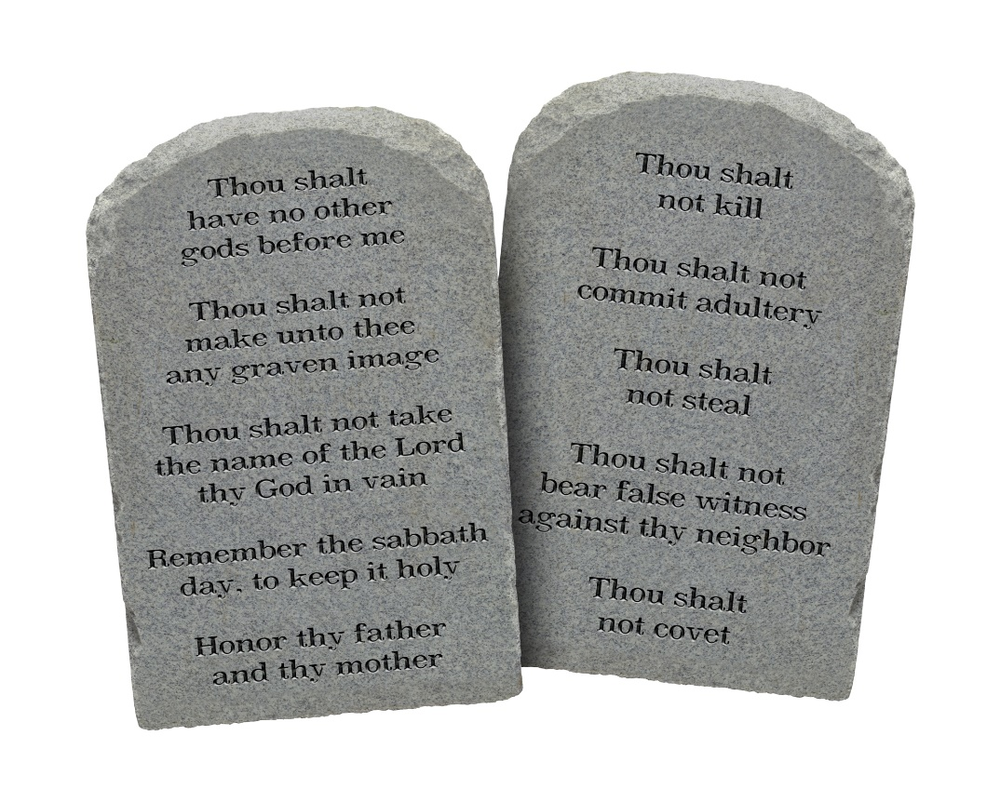 Thou shalt
have no other
gods before me
Thou shalt not
make unto thee
any graven image
Thou shalt not take
the name of the Lord
thy God in vain
Remember the sabbath
day, to keep it holy
Honor thy father
and thy mother
Thou shalt
not kill
Thou shalt not
commit adultery
Thou shalt
not steal
Thou shalt not
bear false witness
against thy neighbor
Thou shalt
not covet